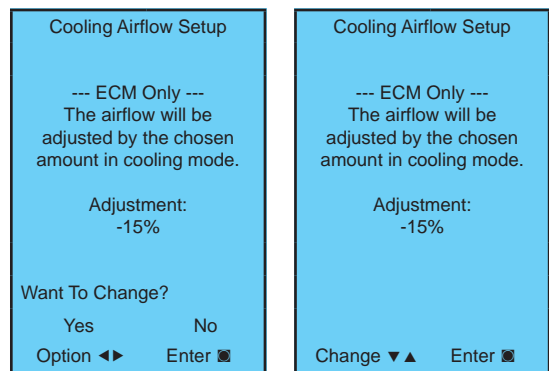 Cooling Airflow Setup
--- ECM Only ---
The airflow will be
adjusted by the chosen
amount in cooling mode.
Adjustment:
-15%
Want To Change?
Yes No
Option ◀▶ Enter ◙
Cooling Airflow Setup
--- ECM Only ---
The airflow will be
adjusted by the chosen
amount in cooling mode.
Adjustment:
-15%
Change ▼▲ Enter ◙